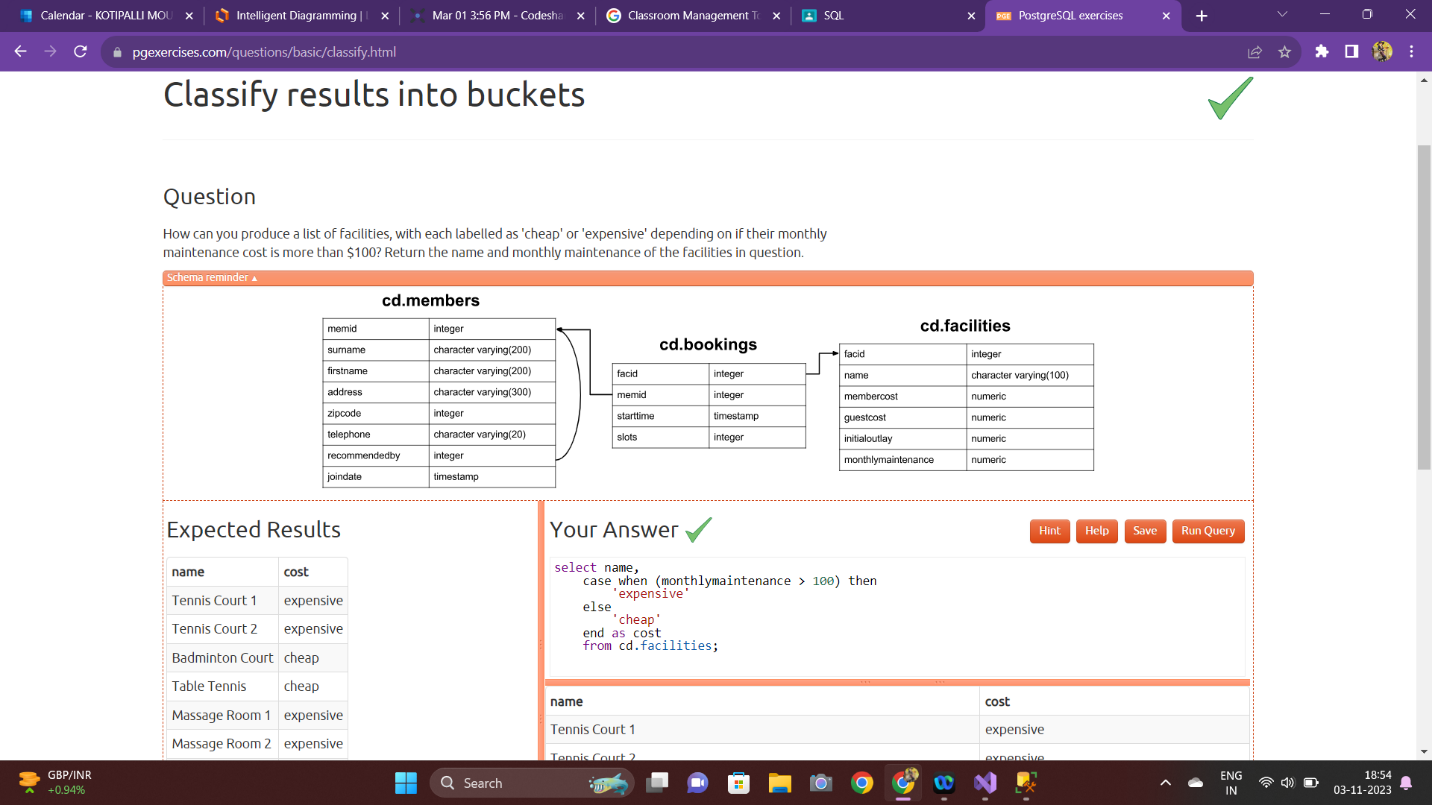 Calendar - KOTIPALLI MOU
Intelligent Diagramming |
Mar 01 3:56 PM - Codesha
Classroom Management To
SQL
PostgreSQL exercises
pgexercises.com/questions/basic/classify.html
Classify results into buckets
Question
How can you produce a list of facilities, with each labelled as 'cheap' or 'expensive' depending on if their monthly
maintenance cost is more than $100? Return the name and monthly maintenance of the facilities in question.
Schema reminder ▴
cd.members
memid integer
surname character varying(200)
firstname character varying(200)
address character varying(300)
zipcode integer
telephone character varying(20)
recommendedby integer
joindate timestamp
cd.bookings
facid integer
memid integer
starttime timestamp
slots integer
cd.facilities
facid integer
name character varying(100)
membercost numeric
guestcost numeric
initialoutlay numeric
monthlymaintenance numeric
Expected Results
name cost
Tennis Court 1 expensive
Tennis Court 2 expensive
Badminton Court cheap
Table Tennis cheap
Massage Room 1 expensive
Massage Room 2 expensive
Your Answer
Hint Help Save Run Query
select name,
case when (monthlymaintenance > 100) then
'expensive'
else
'cheap'
end as cost
from cd.facilities;
name cost
Tennis Court 1 expensive
Tennis Court 2 expensive
GBP/INR
+0.94%
Search
ENG
IN
18:54
03-11-2023